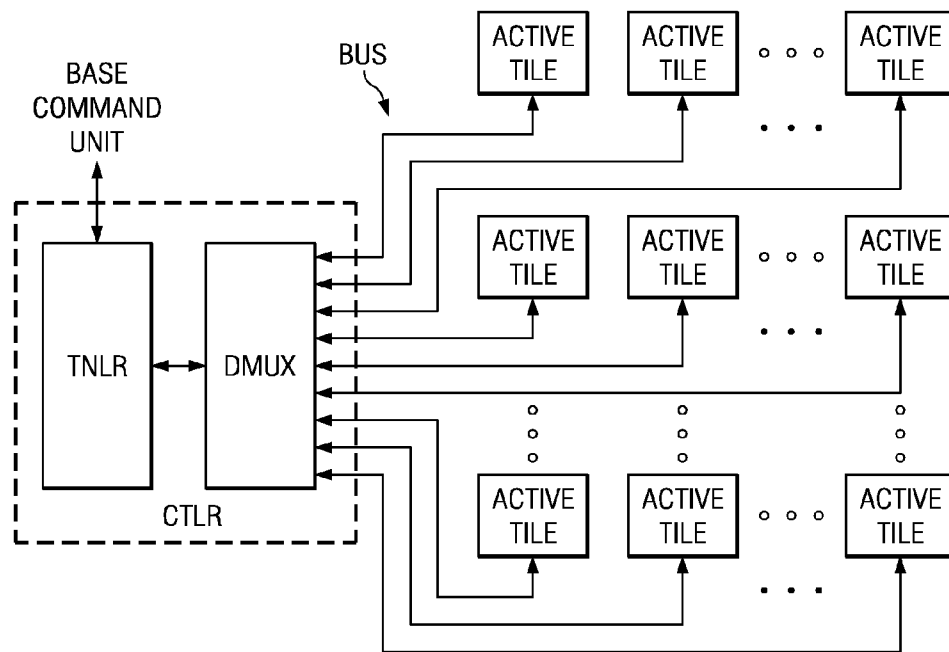 BASE
COMMAND
UNIT
BUS
ACTIVE
TILE
ACTIVE
TILE
ACTIVE
TILE
TNLR
DMUX
CTLR
ACTIVE
TILE
ACTIVE
TILE
ACTIVE
TILE
ACTIVE
TILE
ACTIVE
TILE
ACTIVE
TILE